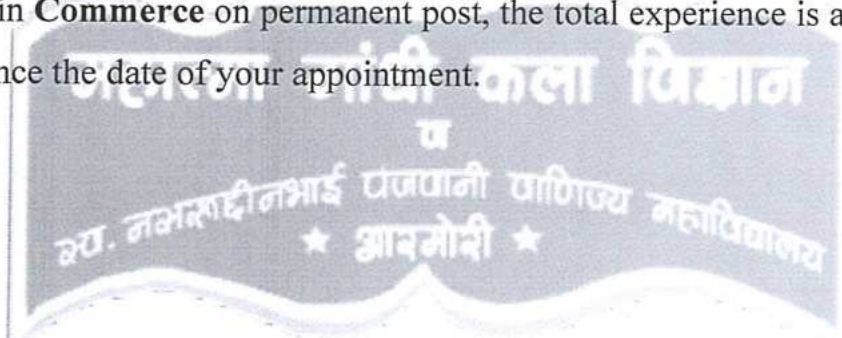 in Commerce on permanent post, the total experience is a
nce the date of your appointment.
महात्मा गांधी कला विज्ञान
व
स्व. नसरूद्दीनभाई पंजवानी वाणिज्य महाविद्यालय
★ आरमोरी ★